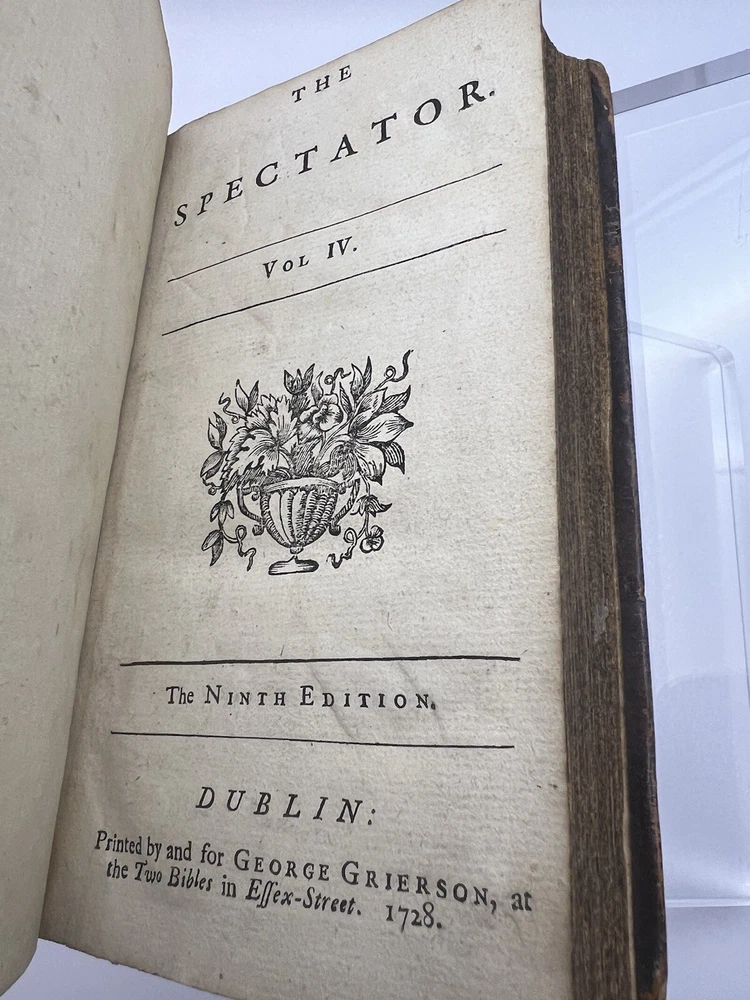 THE
SPECTATOR.
VOL IV.
The NINTH EDITION.
DUBLIN:
Printed by and for GEORGE GRIERSON, at
the Two Bibles in Eſſex-Street. 1728.